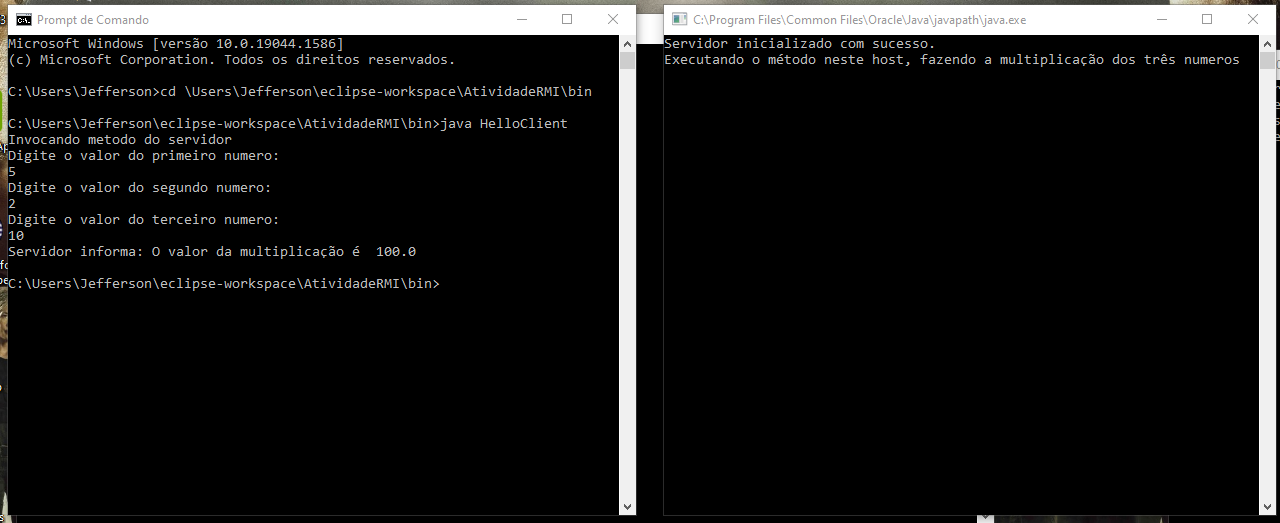 Prompt de Comando
Microsoft Windows [versão 10.0.19044.1586]
(c) Microsoft Corporation. Todos os direitos reservados.
C:\Users\Jefferson>cd \Users\Jefferson\eclipse-workspace\AtividadeRMI\bin
C:\Users\Jefferson\eclipse-workspace\AtividadeRMI\bin>java HelloClient
Invocando metodo do servidor
Digite o valor do primeiro numero:
5
Digite o valor do segundo numero:
2
Digite o valor do terceiro numero:
10
Servidor informa: O valor da multiplicação é  100.0
C:\Users\Jefferson\eclipse-workspace\AtividadeRMI\bin>
C:\Program Files\Common Files\Oracle\Java\javapath\java.exe
Servidor inicializado com sucesso.
Executando o método neste host, fazendo a multiplicação dos três numeros